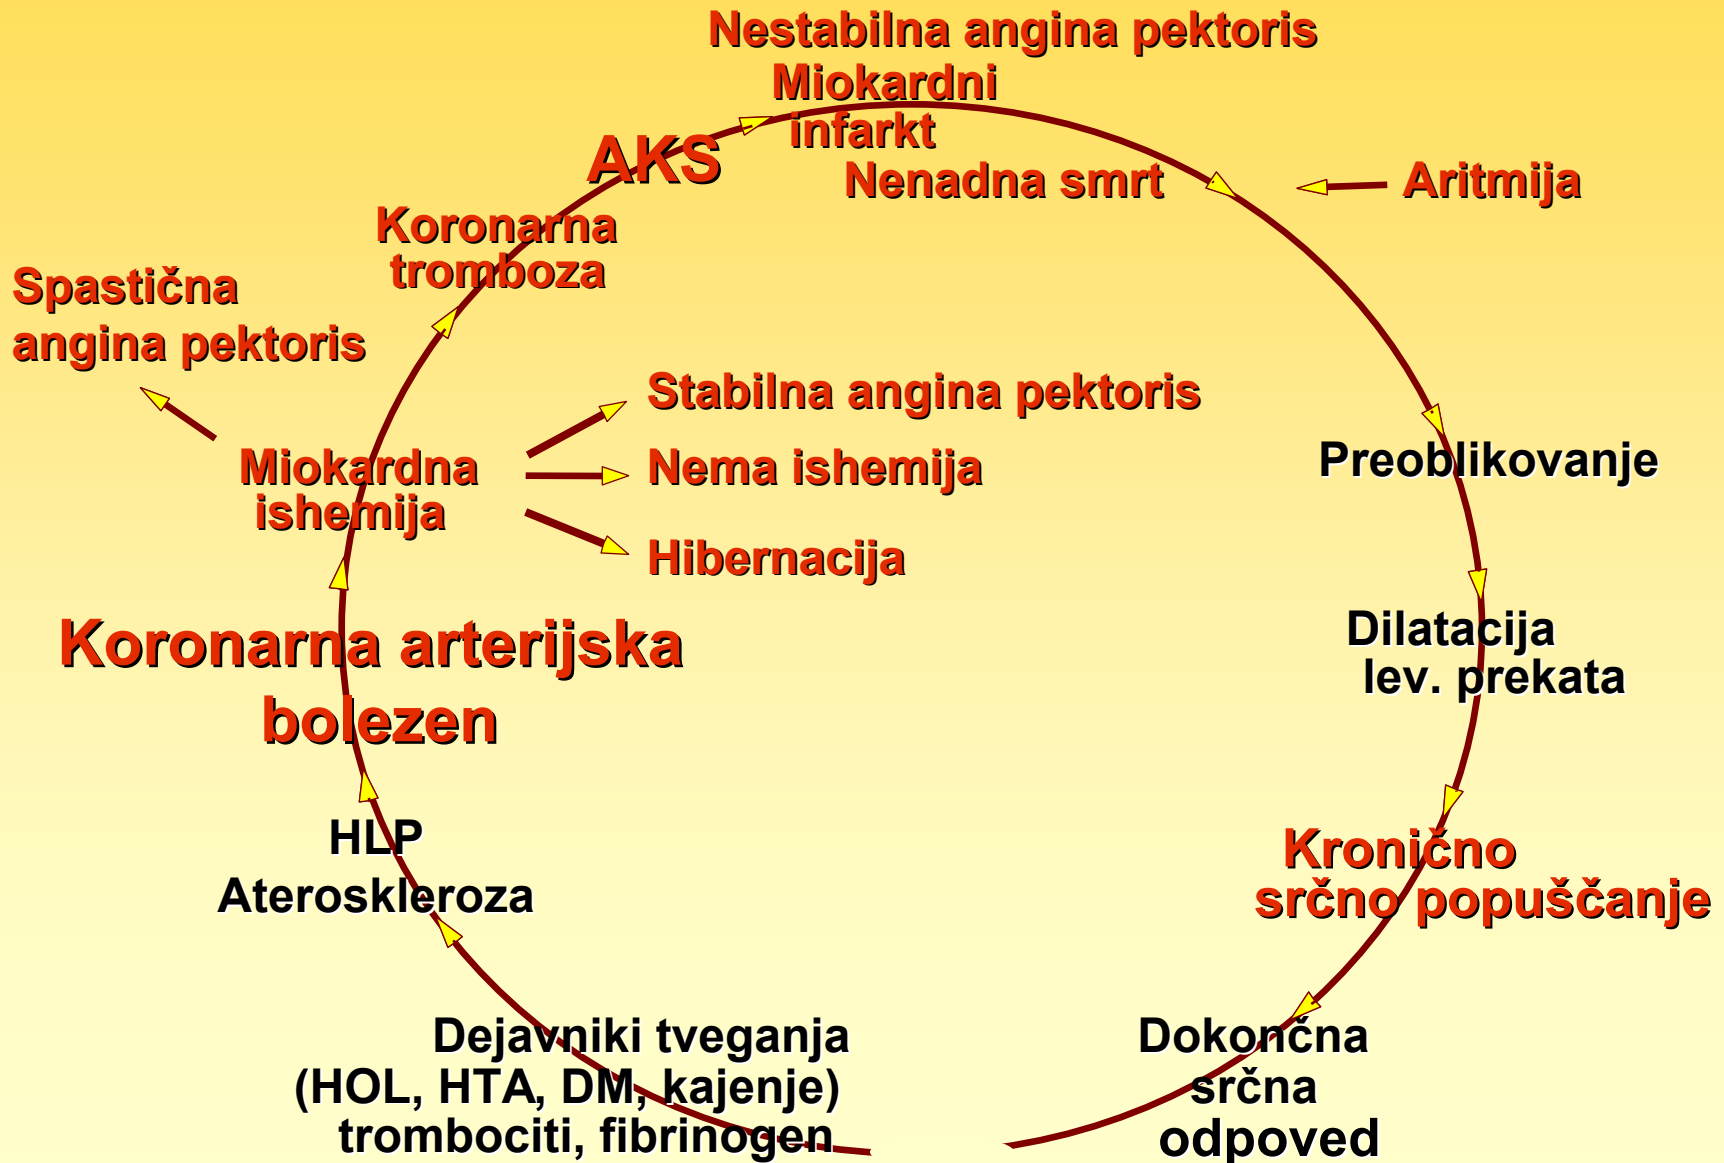 Nestabilna angina pektoris
Miokardni
infarkt
AKS
Nenadna smrt
Aritmija
Koronarna
tromboza
Spastična
angina pektoris
Stabilna angina pektoris
Miokardna
ishemija
Nema ishemija
Hibernacija
Preoblikovanje
Koronarna arterijska
bolezen
Dilatacija
lev. prekata
HLP
Ateroskleroza
Kronično
srčno popuščanje
Dejavniki tveganja
(HOL, HTA, DM, kajenje)
trombociti, fibrinogen
Dokončna
srčna
odpoved